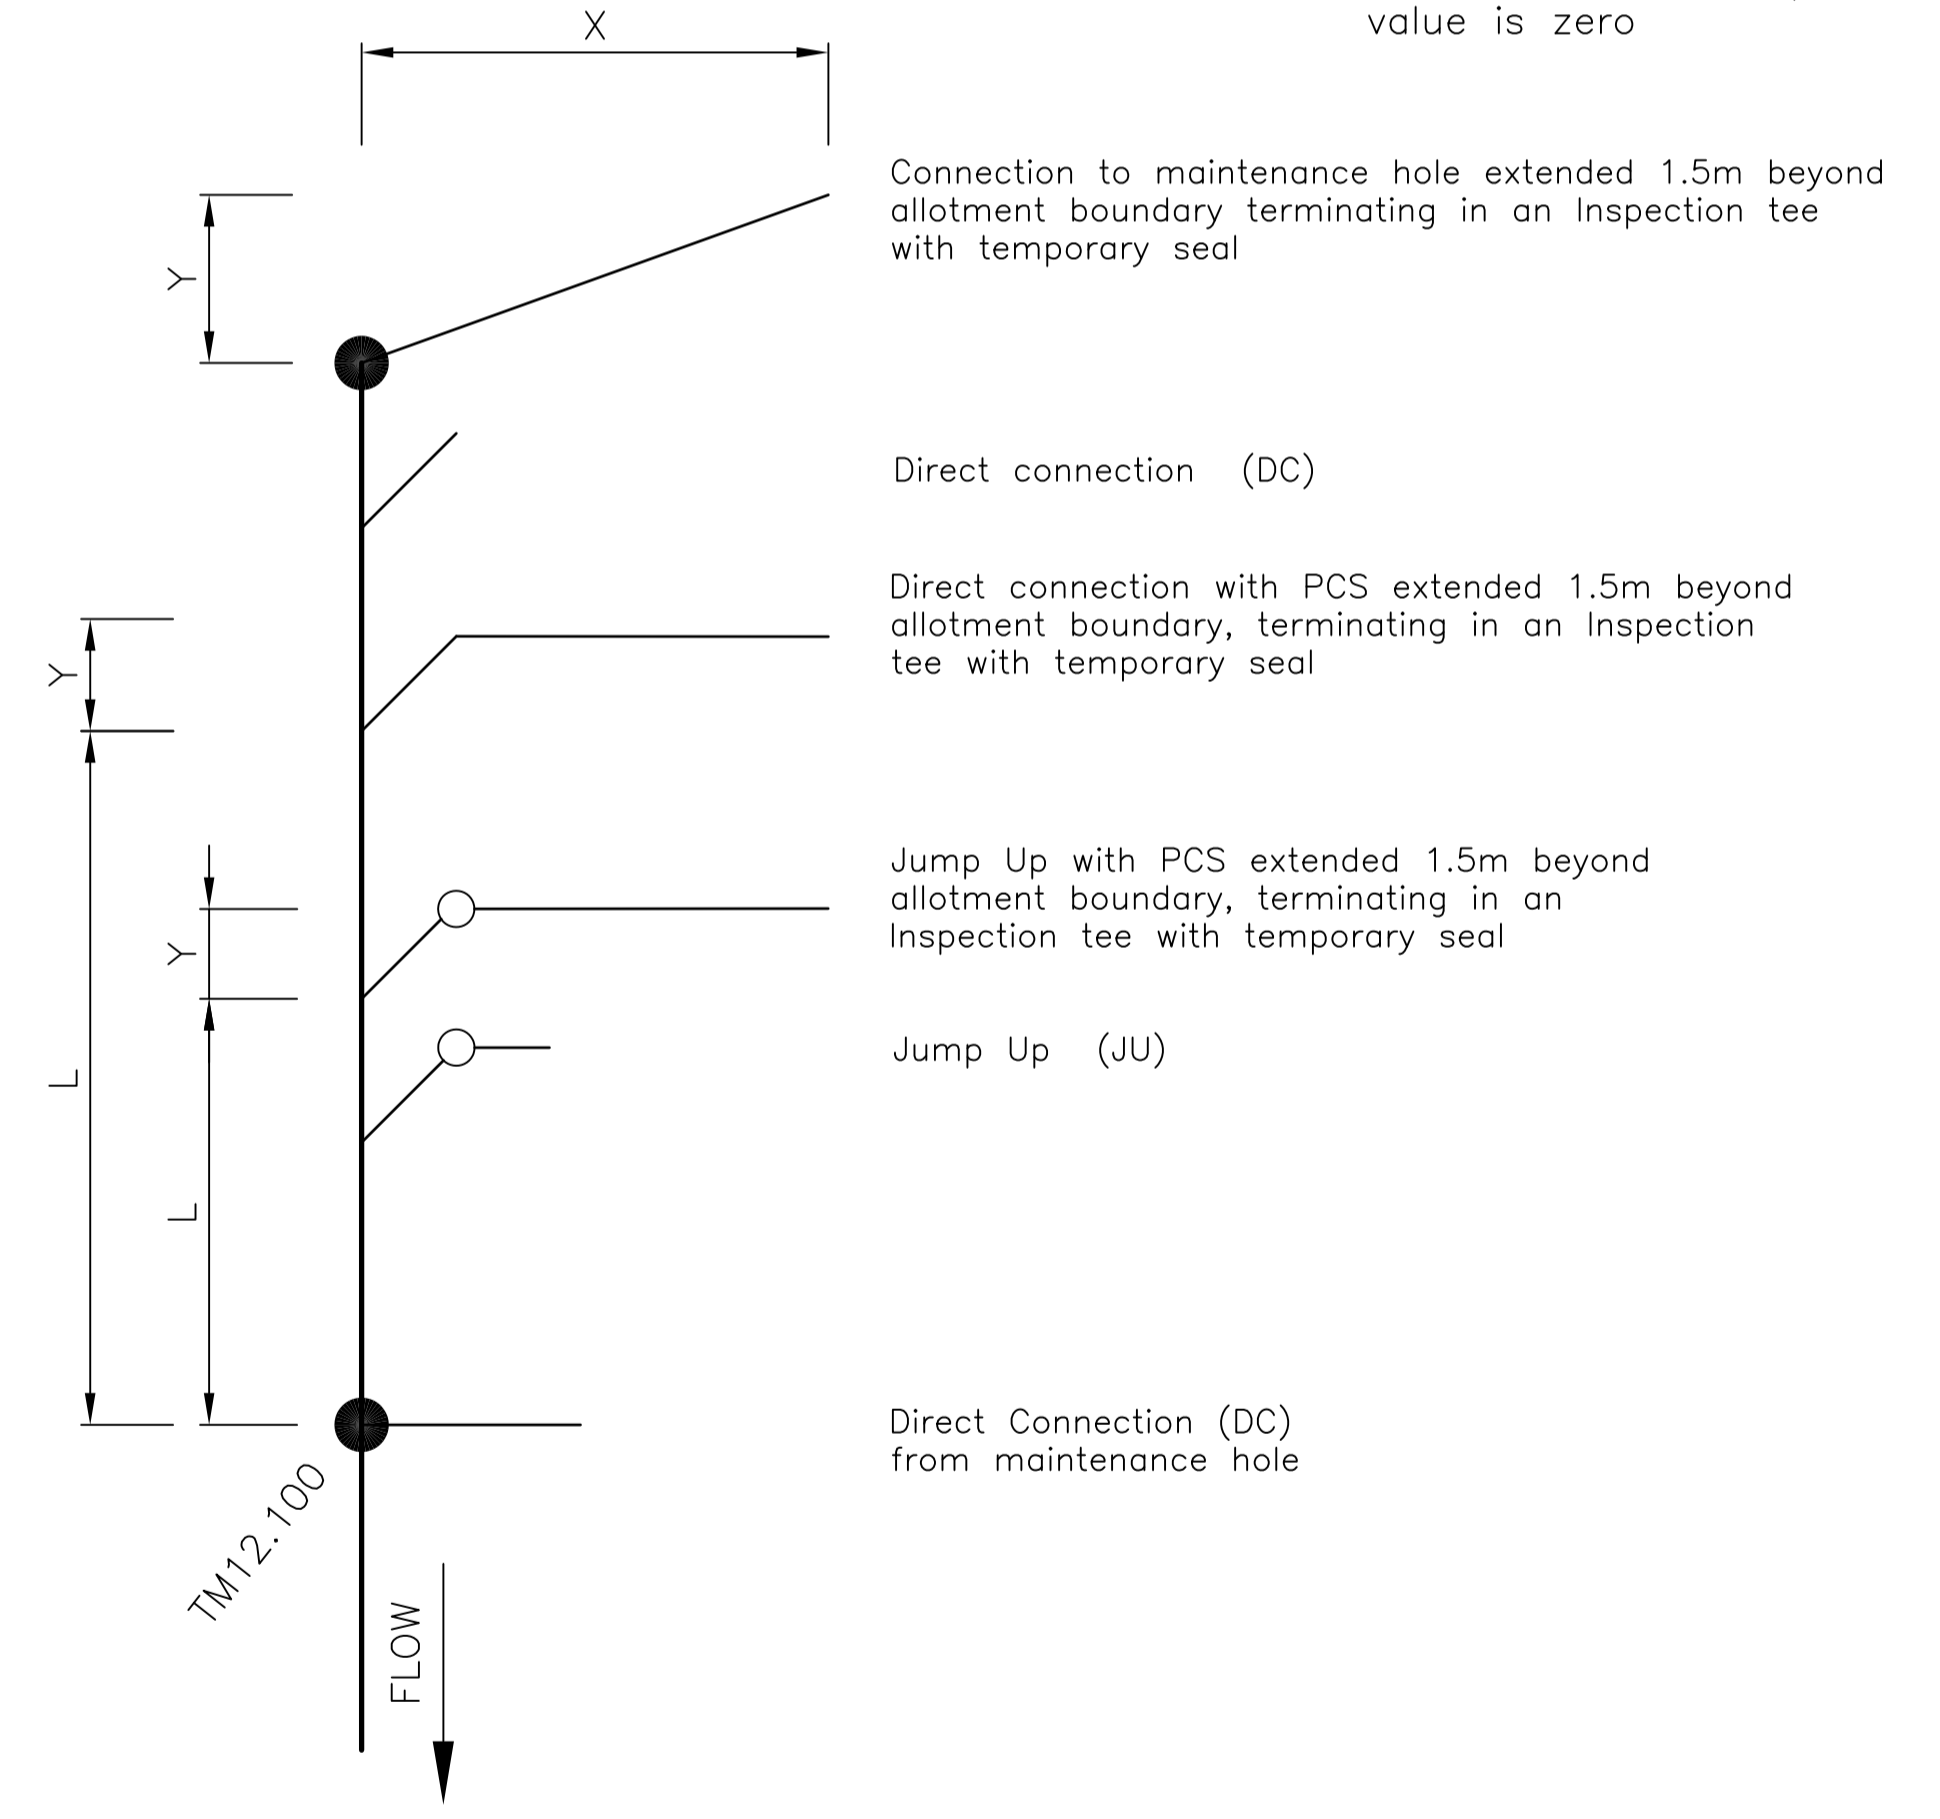 value is zero
X
Connection to maintenance hole extended 1.5m beyond
allotment boundary terminating in an Inspection tee
with temporary seal
Y
Direct connection (DC)
Direct connection with PCS extended 1.5m beyond
allotment boundary, terminating in an Inspection
tee with temporary seal
Y
Jump Up with PCS extended 1.5m beyond
allotment boundary, terminating in an
Inspection tee with temporary seal
Y
Jump Up (JU)
L
L
Direct Connection (DC)
from maintenance hole
TM12.100
FLOW